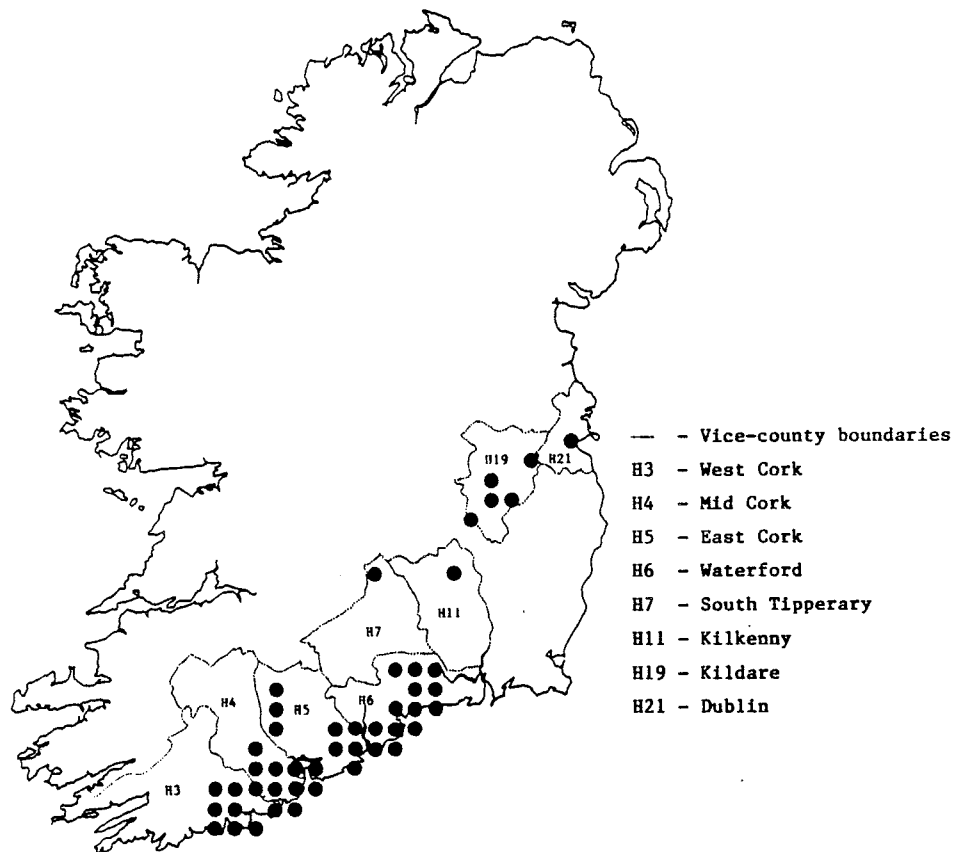 H19
H21
H7
H11
H4
H5
H6
H3
— - Vice-county boundaries
H3 - West Cork
H4 - Mid Cork
H5 - East Cork
H6 - Waterford
H7 - South Tipperary
H11 - Kilkenny
H19 - Kildare
H21 - Dublin